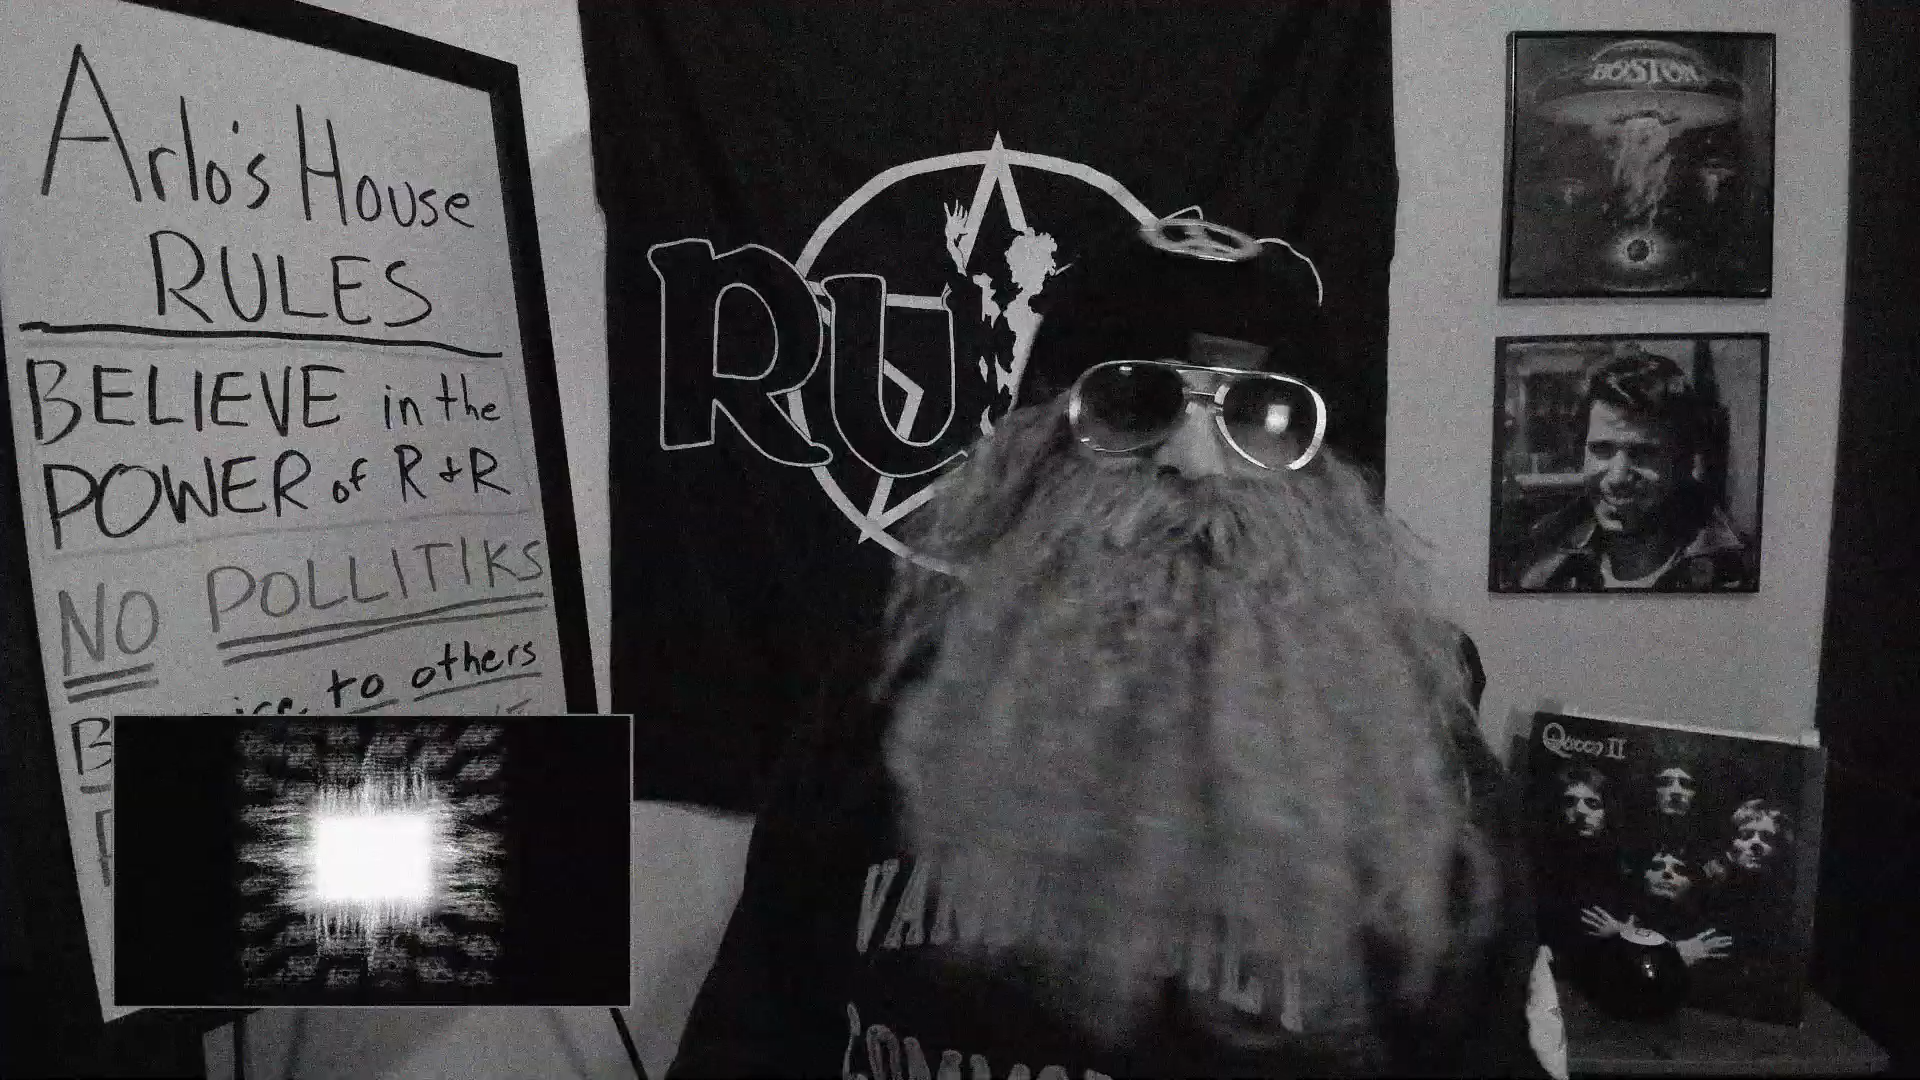 Arlo's House
RULES
BELIEVE in the
POWER of R+R
NO POLLITIKS
to others
RU
BOSTON
Queen II